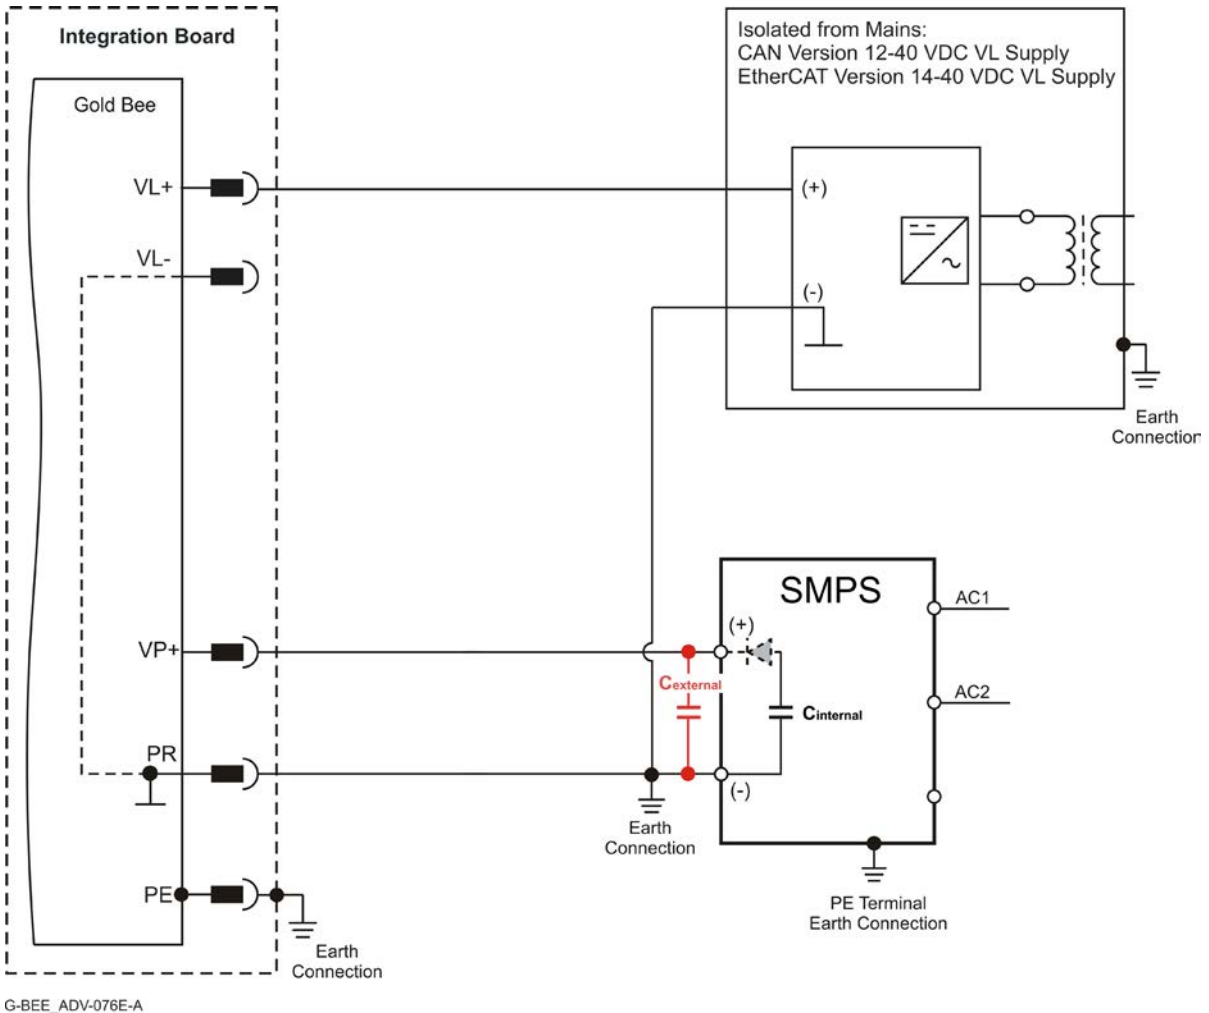 Integration Board
Gold Bee
VL+
VL-
Isolated from Mains:
CAN Version 12-40 VDC VL Supply
EtherCAT Version 14-40 VDC VL Supply
(+)
(-)
Earth
Connection
SMPS
AC1
(+)
VP+
Cexternal
AC2
Cinternal
PR
(-)
Earth
Connection
PE
PE Terminal
Earth Connection
Earth
Connection
G-BEE_ADV-076E-A